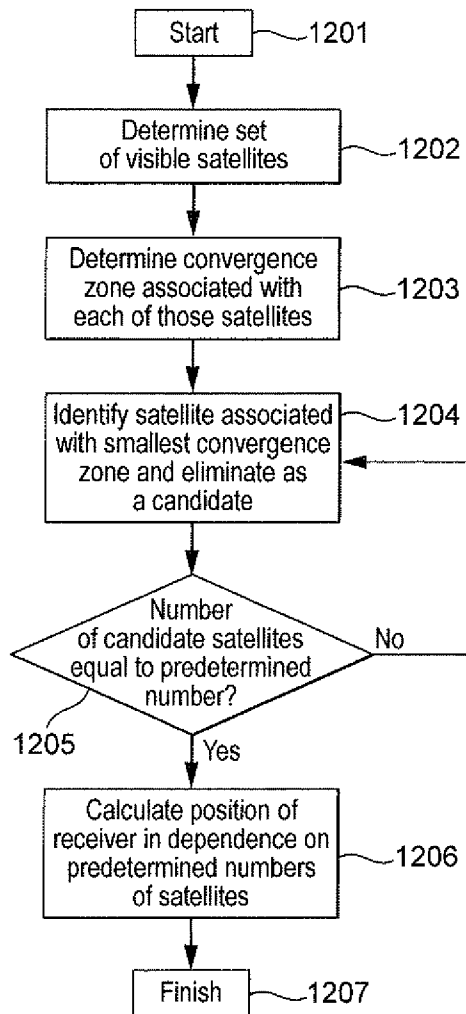 Start
1201
Determine set
of visible satellites
1202
Determine convergence
zone associated with
each of those satellites
1203
Identify satellite associated
with smallest convergence
zone and eliminate as
a candidate
1204
Number
of candidate satellites
equal to predetermined
number?
No
1205
Yes
Calculate position of
receiver in dependence on
predetermined numbers
of satellites
1206
Finish
1207